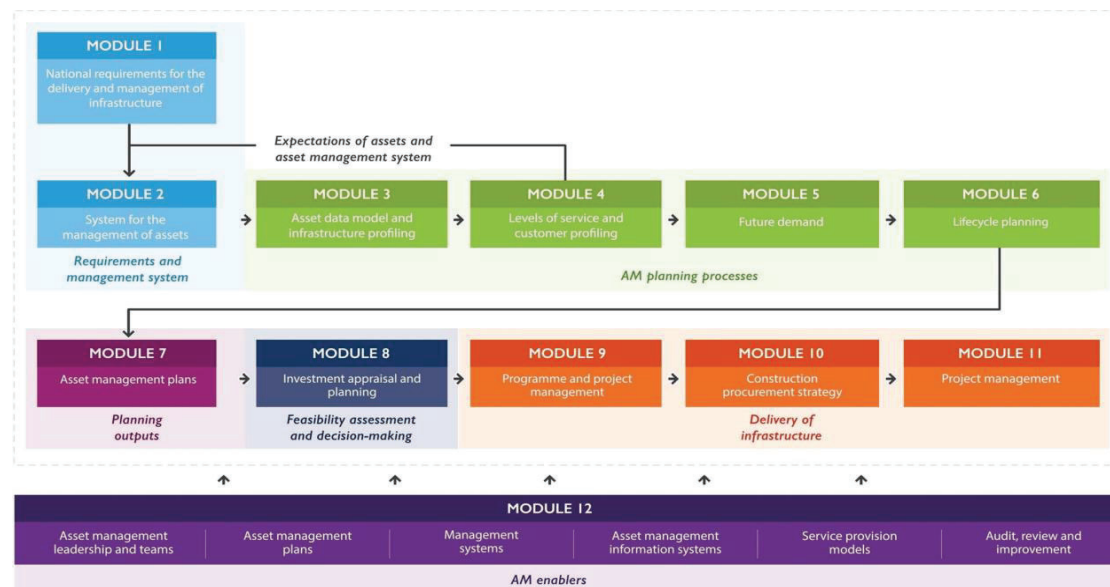 MODULE 1
National requirements for the
delivery and management of
infrastructure
Expectations of assets and
asset management system
MODULE 2
System for the
management of assets
Requirements and
management system
MODULE 3
Asset data model and
infrastructure profiling
MODULE 4
Levels of service and
customer profiling
MODULE 5
Future demand
MODULE 6
Lifecycle planning
AM planning processes
MODULE 7
Asset management plans
Planning
outputs
MODULE 8
Investment appraisal and
planning
Feasibility assessment
and decision-making
MODULE 9
Programme and project
management
MODULE 10
Construction
procurement strategy
MODULE 11
Project management
Delivery of
infrastructure
MODULE 12
Asset management
leadership and teams
Asset management
plans
Management
systems
Asset management
information systems
Service provision
models
Audit, review and
improvement
AM enablers